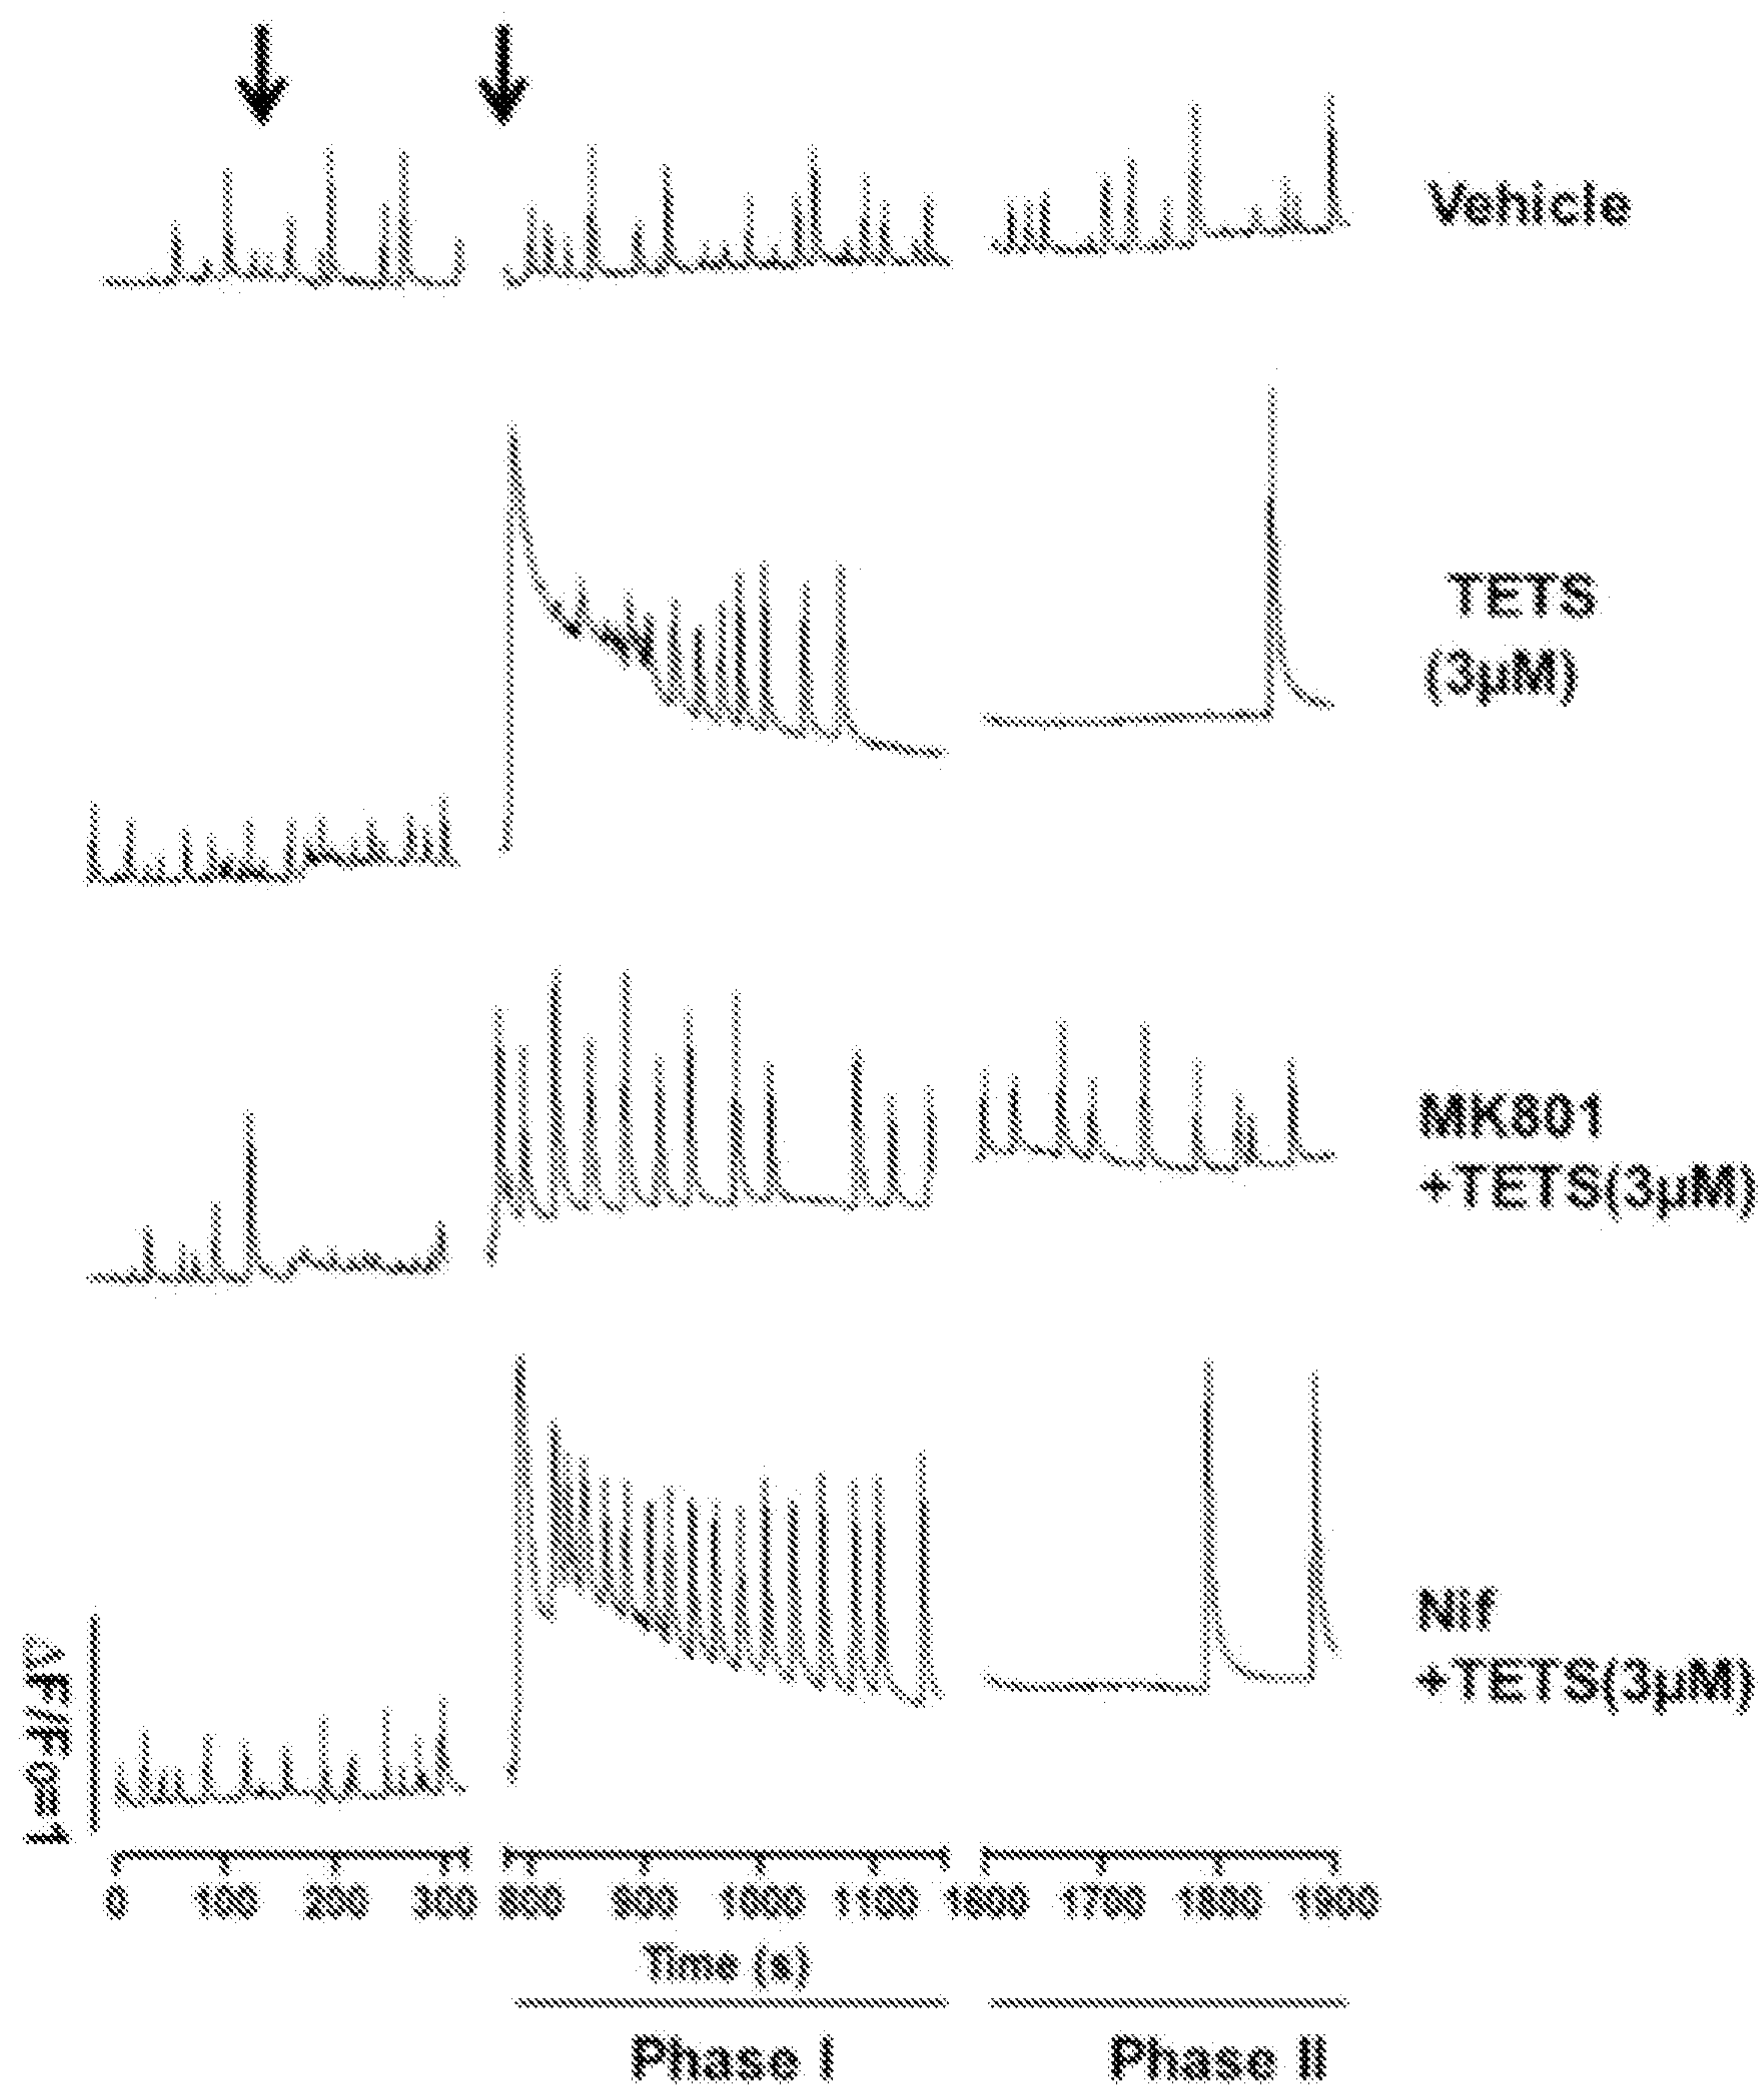 Vehicle
TETS
(3µM)
MK801
+TETS(3µM)
Nif
+TETS(3µM)
ΔF/F₀=1
0 100 200 300 800 900 1000 1100 1600 1700 1800 1900
Time (s)
Phase I Phase II